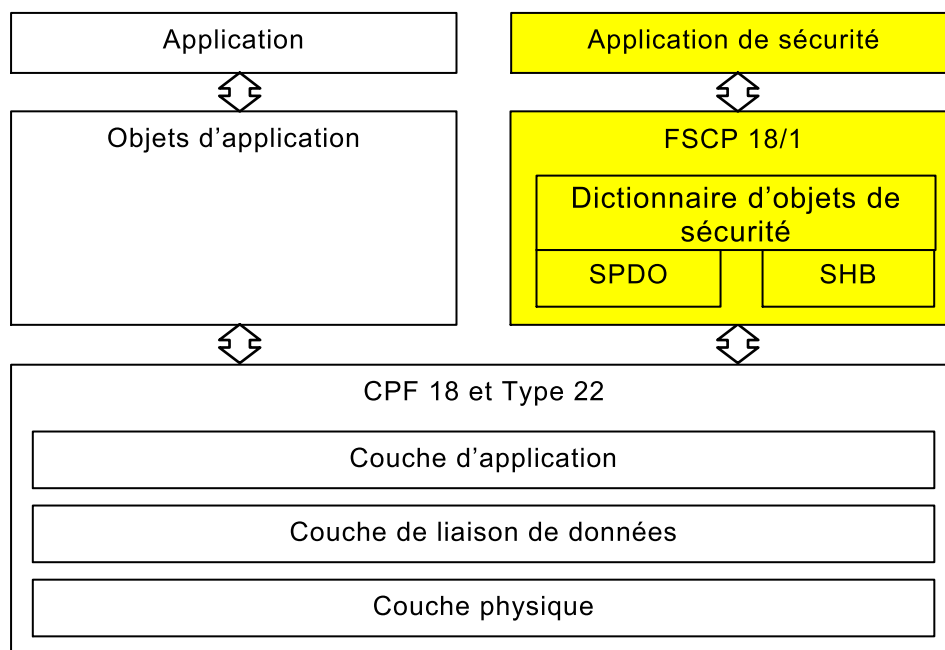 Application
Application de sécurité
Objets d’application
FSCP 18/1
Dictionnaire d’objets de
sécurité
SPDO
SHB
CPF 18 et Type 22
Couche d’application
Couche de liaison de données
Couche physique